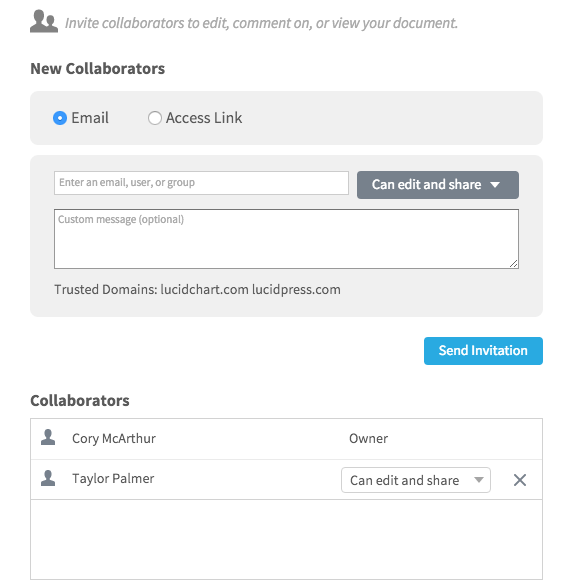 Invite collaborators to edit, comment on, or view your document.
New Collaborators
Email Access Link
Enter an email, user, or group Can edit and share
Custom message (optional)
Trusted Domains: lucidchart.com lucidpress.com
Send Invitation
Collaborators
Cory McArthur Owner
Taylor Palmer Can edit and share